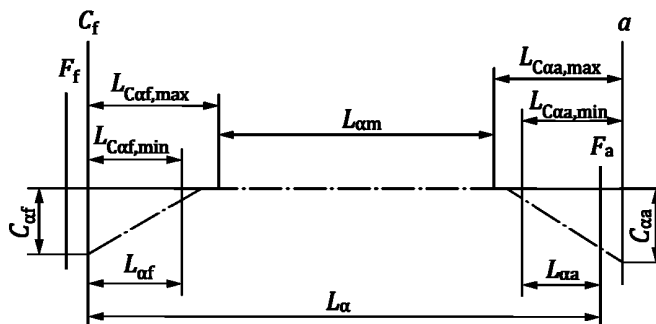 C_f
a
F_f
L_Cαa,max
L_Cαf,max
L_Cαa,min
L_αm
L_Cαf,min
F_a
C_αf
C_αa
L_αf
L_αa
L_α